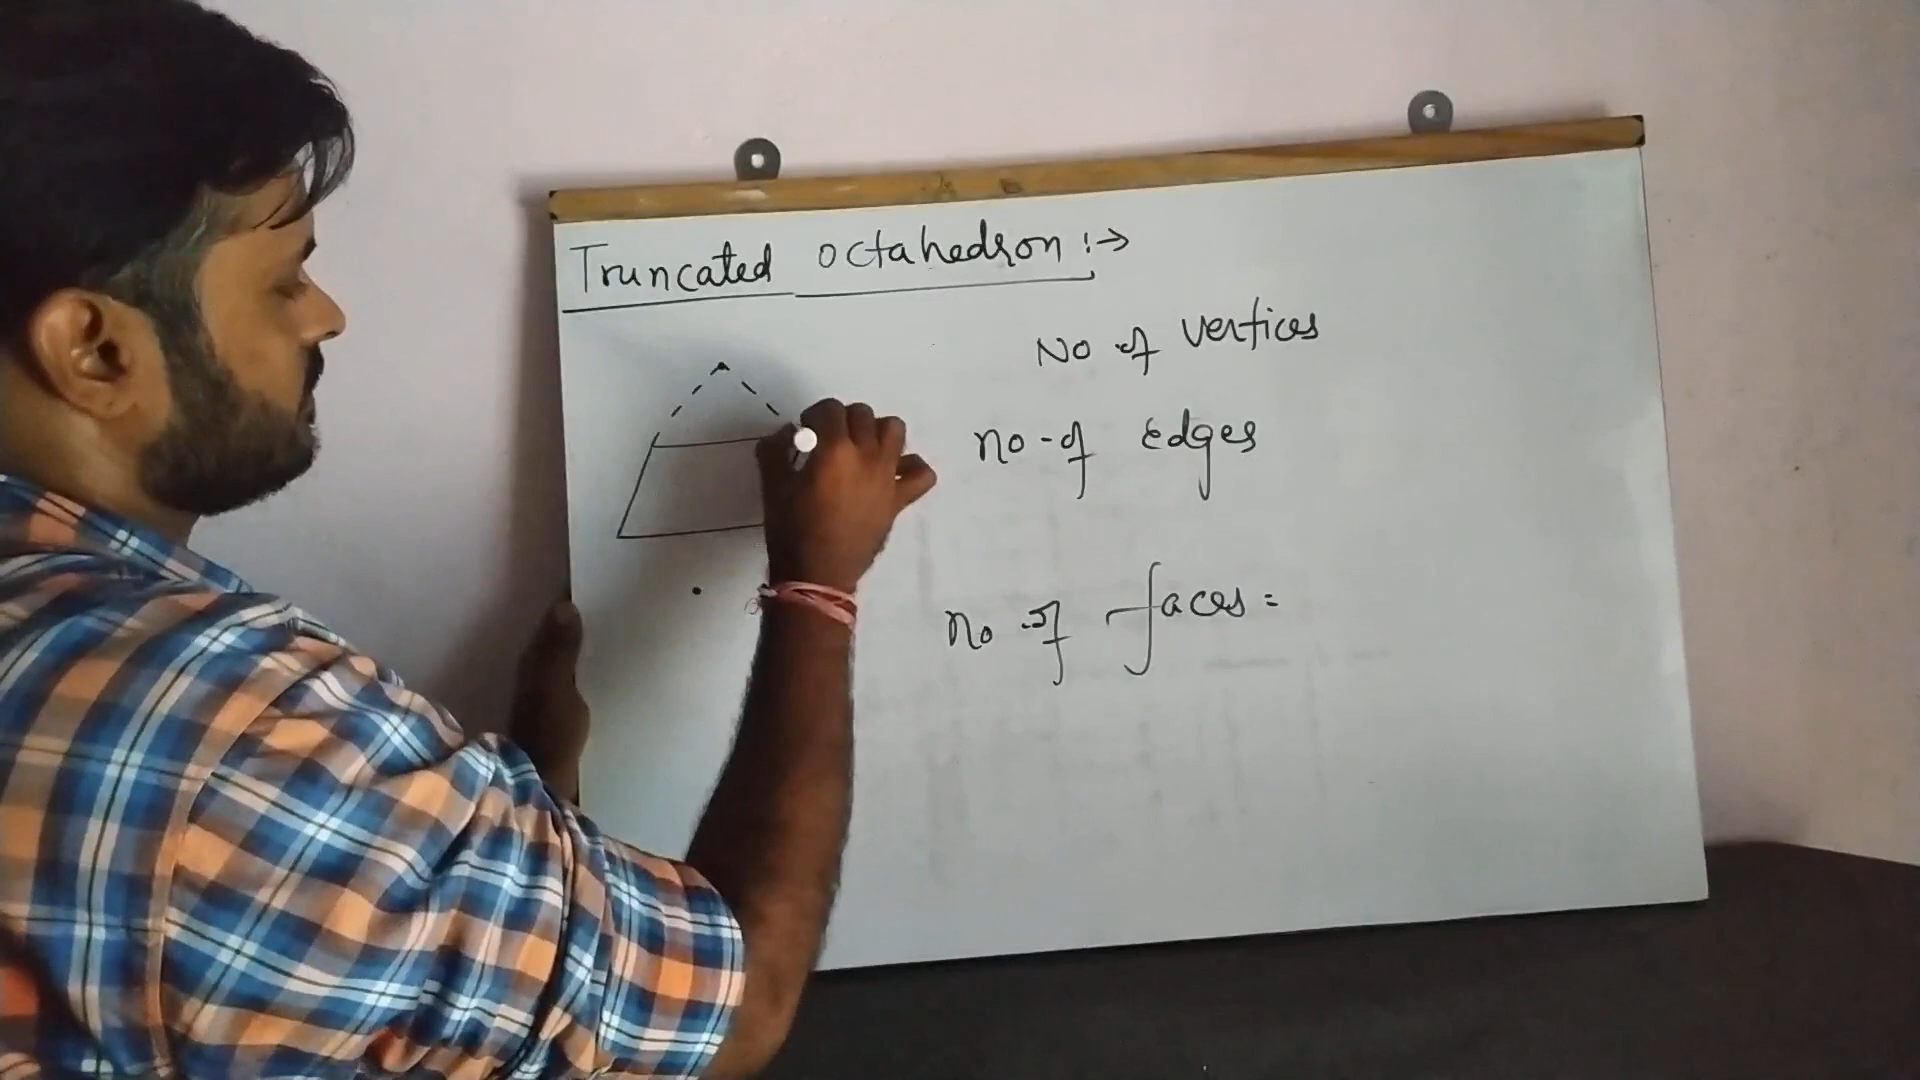 Truncated octahedron :→
No of vertices
no of Edges
no of faces =